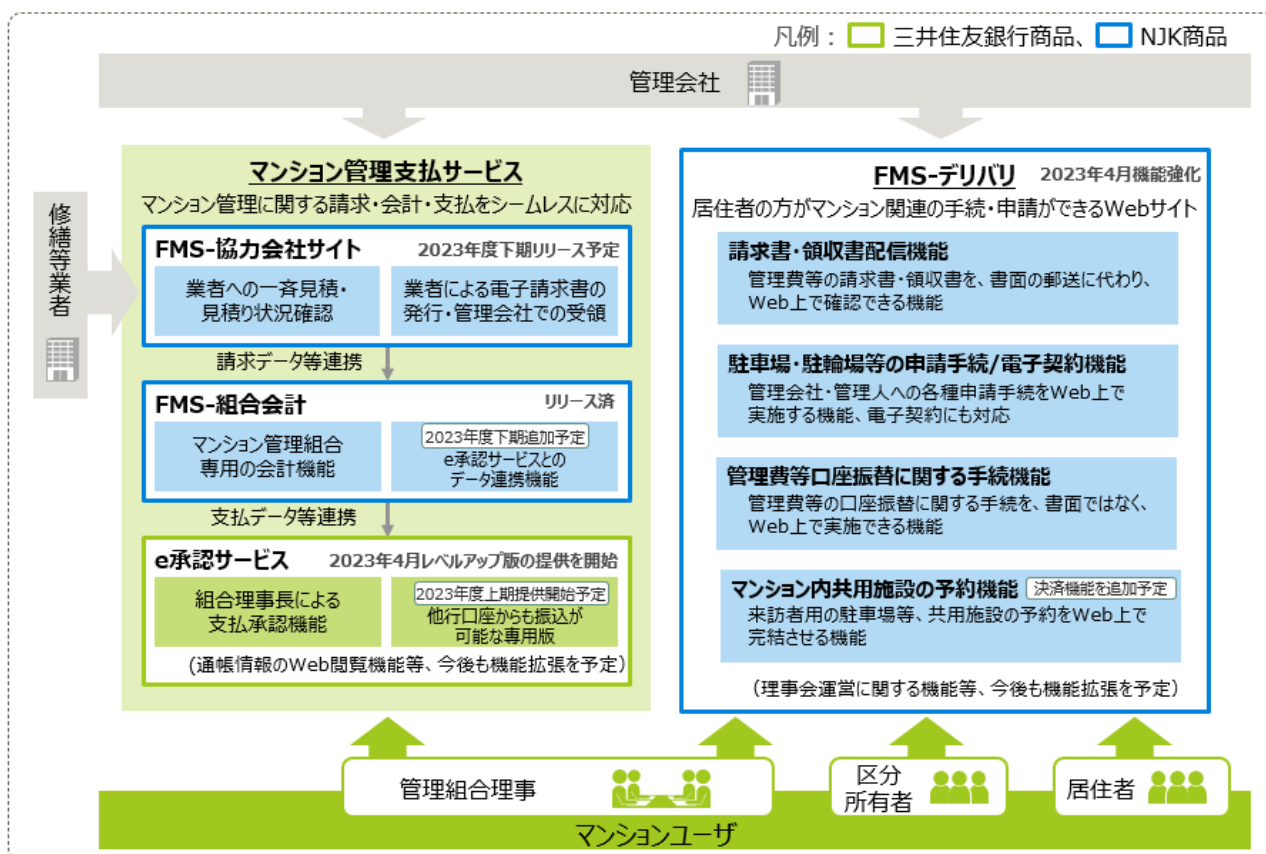 凡例： 三井住友銀行商品、 NJK商品
管理会社
修繕等業者
マンション管理支払サービス
マンション管理に関する請求・会計・支払をシームレスに対応
FMS-協力会社サイト 2023年度下期リリース予定
業者への一斉見積・
見積り状況確認
業者による電子請求書の
発行・管理会社での受領
請求データ等連携
FMS-組合会計 リリース済
マンション管理組合
専用の会計機能
2023年度下期追加予定
e承認サービスとの
データ連携機能
支払データ等連携
e承認サービス 2023年4月レベルアップ版の提供を開始
組合理事長による
支払承認機能
2023年度上期提供開始予定
他行口座からも振込が
可能な専用版
(通帳情報のWeb閲覧機能等、今後も機能拡張を予定)
FMS-デリバリ 2023年4月機能強化
居住者の方がマンション関連の手続・申請ができるWebサイト
請求書・領収書配信機能
管理費等の請求書・領収書を、書面の郵送に代わり、
Web上で確認できる機能
駐車場・駐輪場等の申請手続/電子契約機能
管理会社・管理人への各種申請手続をWeb上で
実施する機能、電子契約にも対応
管理費等口座振替に関する手続機能
管理費等の口座振替に関する手続を、書面ではなく、
Web上で実施できる機能
マンション内共用施設の予約機能 決済機能を追加予定
来訪者用の駐車場等、共用施設の予約をWeb上で
完結させる機能
(理事会運営に関する機能等、今後も機能拡張を予定)
管理組合理事
区分
所有者
居住者
マンションユーザ